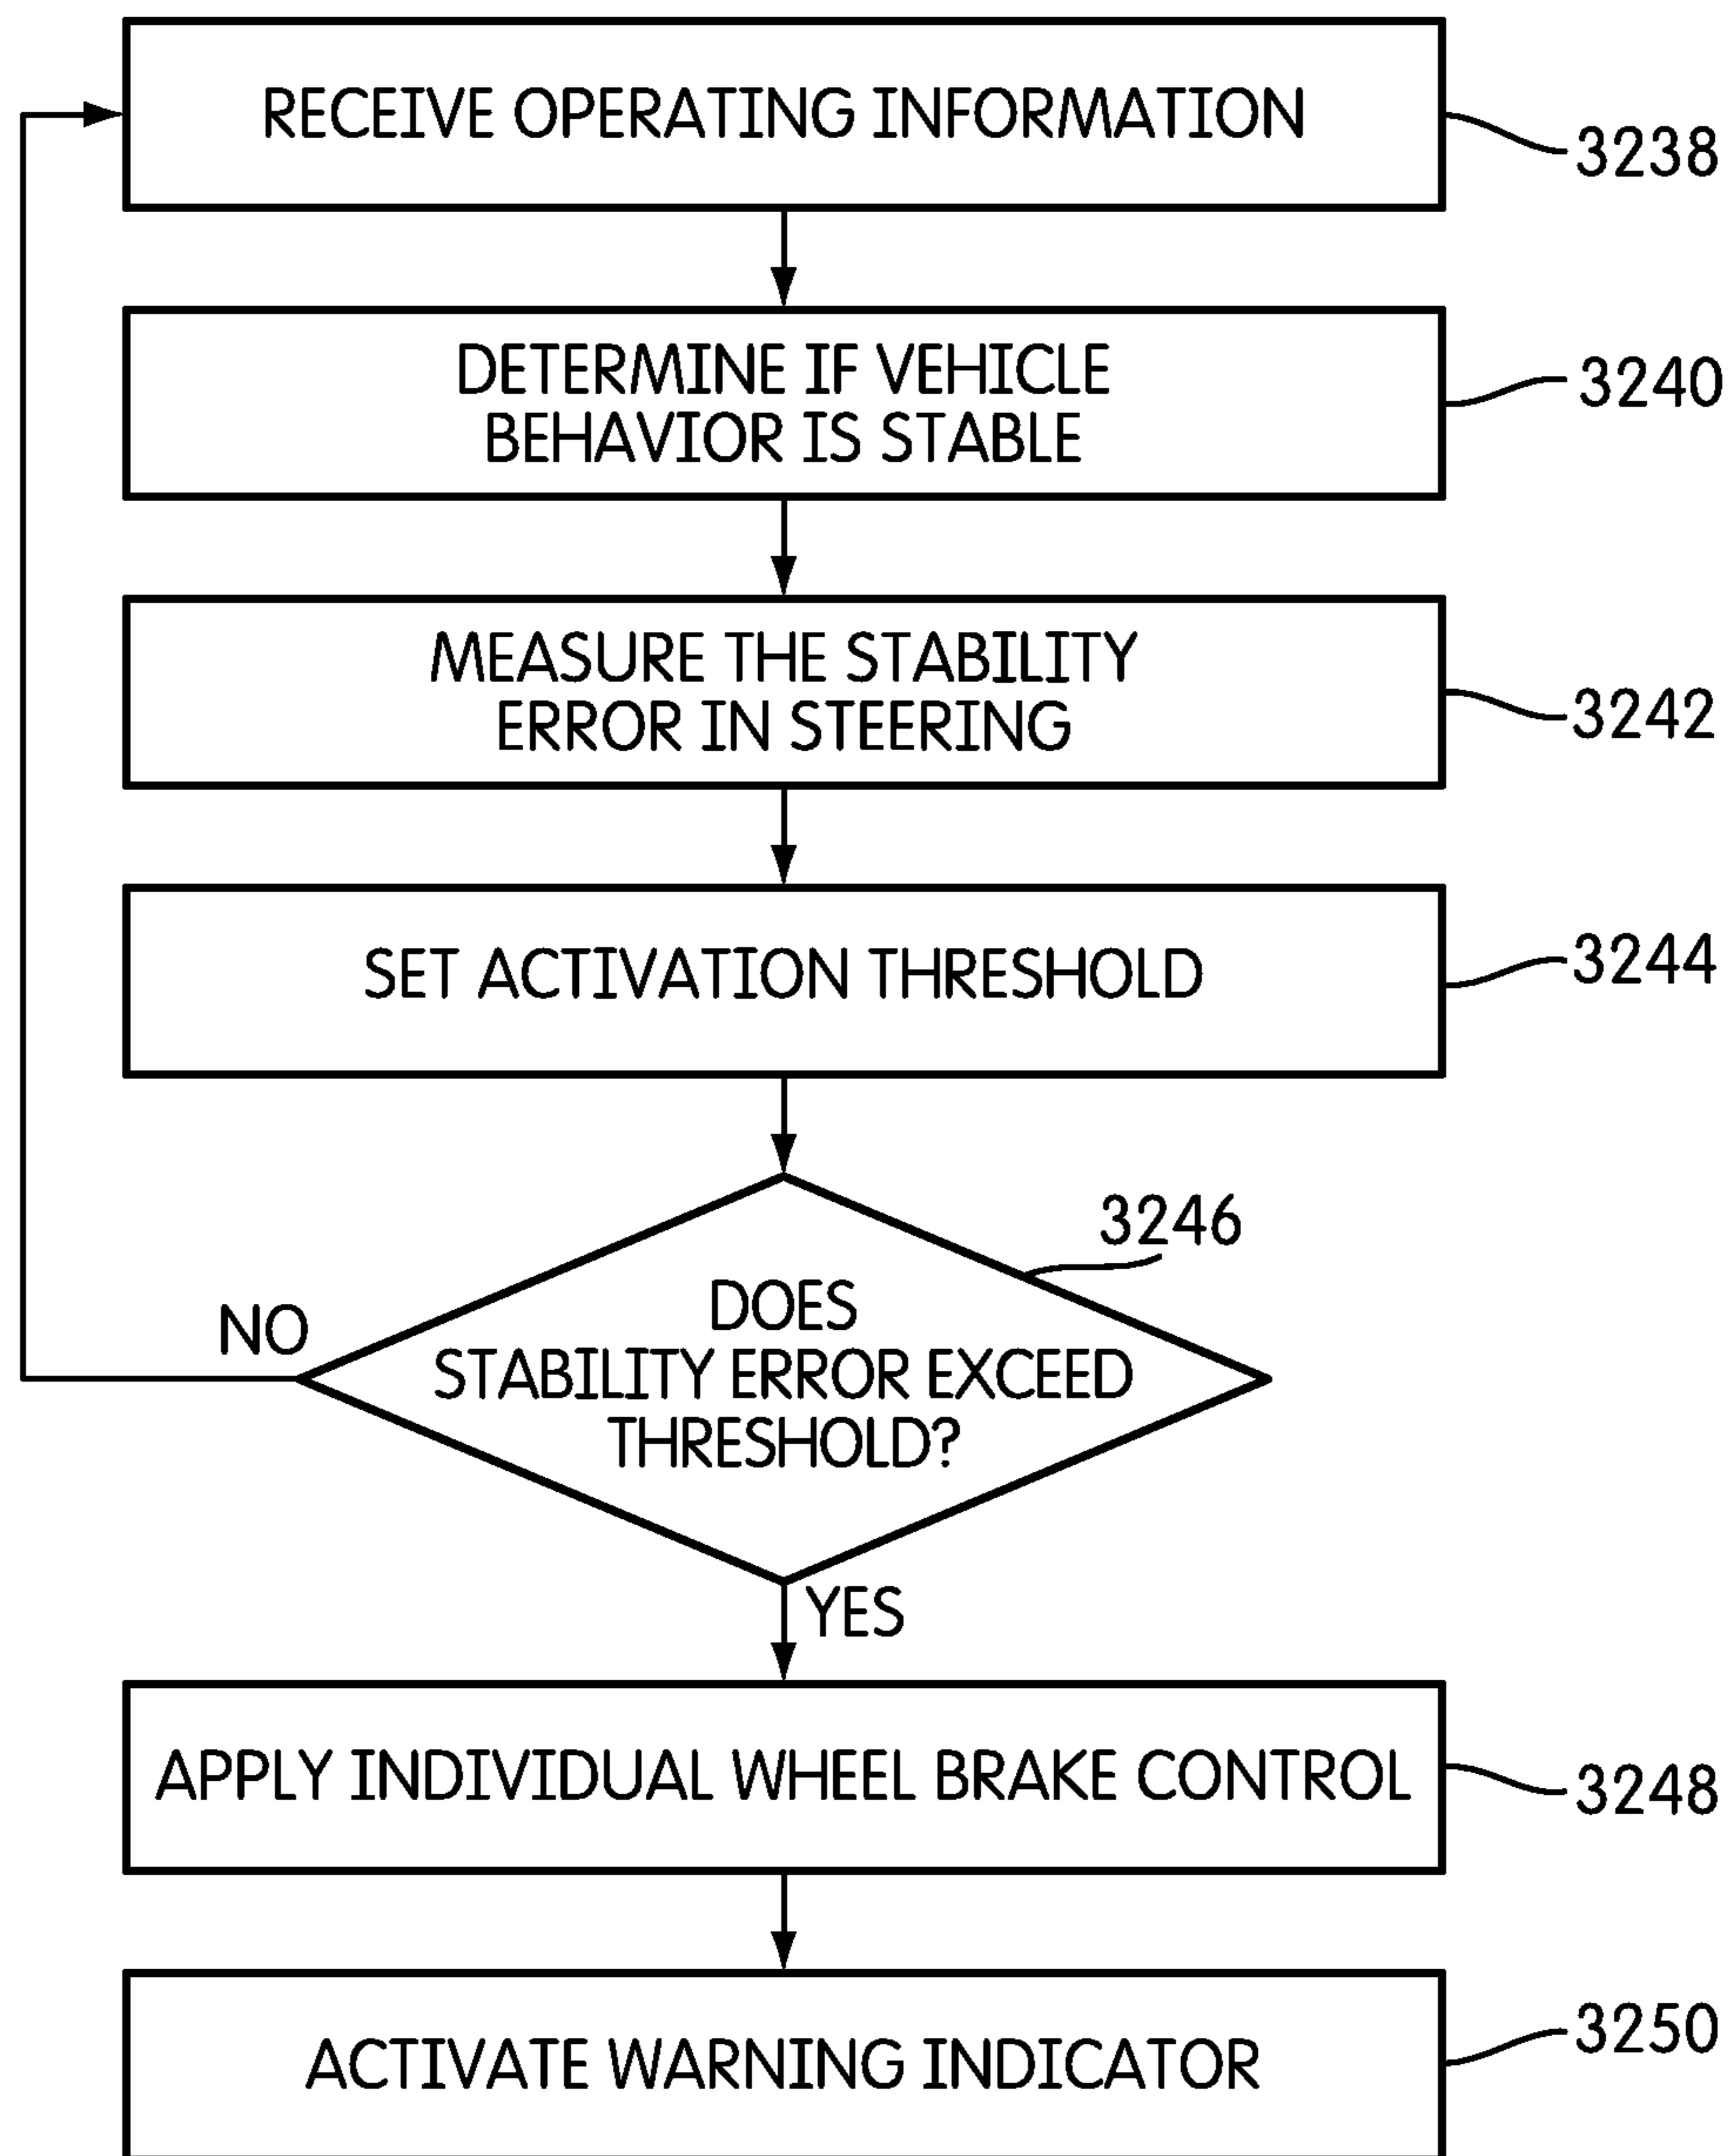 RECEIVE OPERATING INFORMATION
3238
DETERMINE IF VEHICLE
BEHAVIOR IS STABLE
3240
MEASURE THE STABILITY
ERROR IN STEERING
3242
SET ACTIVATION THRESHOLD
3244
3246
DOES
STABILITY ERROR EXCEED
THRESHOLD?
NO
YES
APPLY INDIVIDUAL WHEEL BRAKE CONTROL
3248
ACTIVATE WARNING INDICATOR
3250